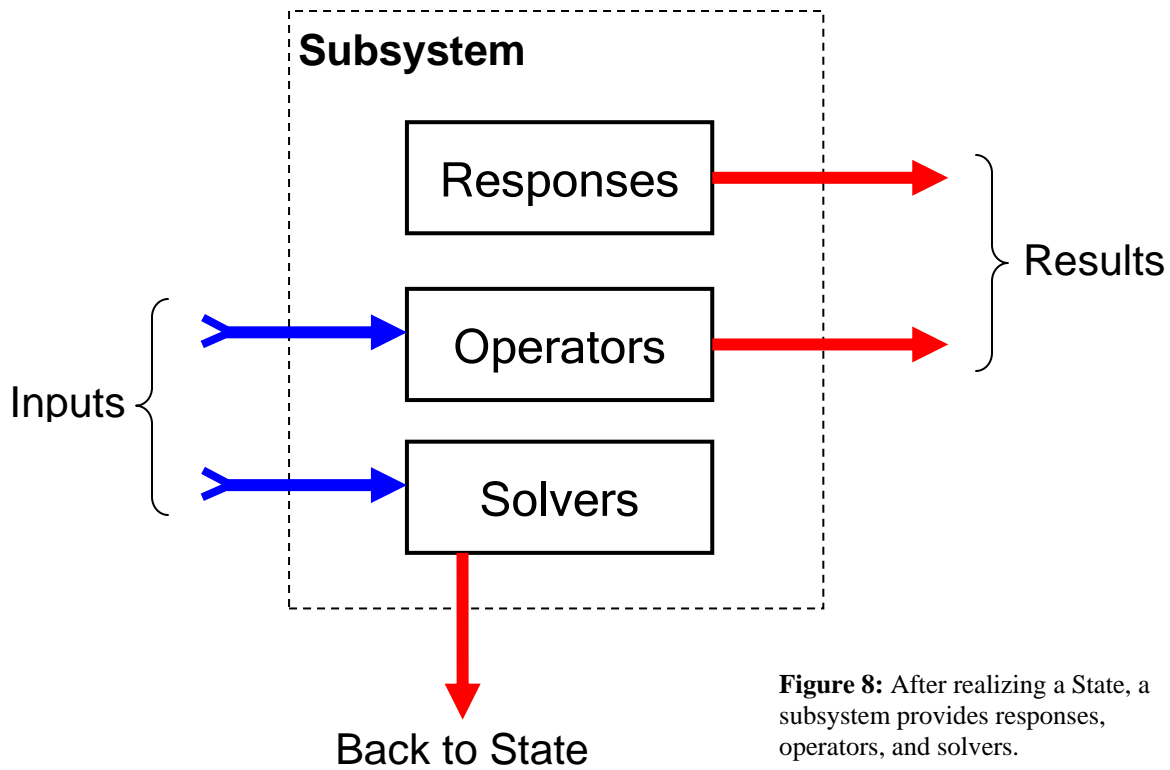 Subsystem
Responses
Results
Operators
Inputs
Solvers
Back to State
Figure 8: After realizing a State, a
subsystem provides responses,
operators, and solvers.